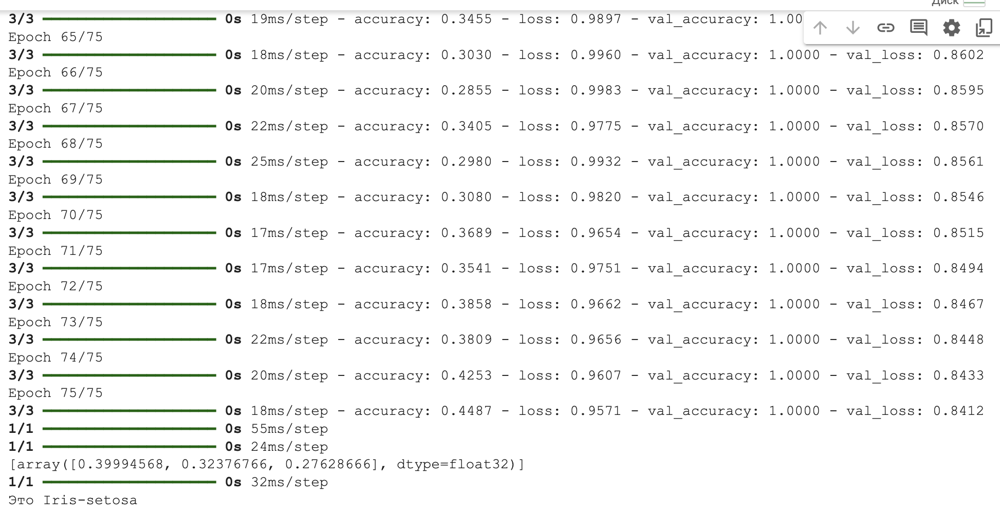 Диск
3/3 ━━━━━━━━━━━━━━━━━━━━ 0s 19ms/step - accuracy: 0.3455 - loss: 0.9897 - val_accuracy: 1.00
Epoch 65/75
3/3 ━━━━━━━━━━━━━━━━━━━━ 0s 18ms/step - accuracy: 0.3030 - loss: 0.9960 - val_accuracy: 1.0000 - val_loss: 0.8602
Epoch 66/75
3/3 ━━━━━━━━━━━━━━━━━━━━ 0s 20ms/step - accuracy: 0.2855 - loss: 0.9983 - val_accuracy: 1.0000 - val_loss: 0.8595
Epoch 67/75
3/3 ━━━━━━━━━━━━━━━━━━━━ 0s 22ms/step - accuracy: 0.3405 - loss: 0.9775 - val_accuracy: 1.0000 - val_loss: 0.8570
Epoch 68/75
3/3 ━━━━━━━━━━━━━━━━━━━━ 0s 25ms/step - accuracy: 0.2980 - loss: 0.9932 - val_accuracy: 1.0000 - val_loss: 0.8561
Epoch 69/75
3/3 ━━━━━━━━━━━━━━━━━━━━ 0s 18ms/step - accuracy: 0.3080 - loss: 0.9820 - val_accuracy: 1.0000 - val_loss: 0.8546
Epoch 70/75
3/3 ━━━━━━━━━━━━━━━━━━━━ 0s 17ms/step - accuracy: 0.3689 - loss: 0.9654 - val_accuracy: 1.0000 - val_loss: 0.8515
Epoch 71/75
3/3 ━━━━━━━━━━━━━━━━━━━━ 0s 17ms/step - accuracy: 0.3541 - loss: 0.9751 - val_accuracy: 1.0000 - val_loss: 0.8494
Epoch 72/75
3/3 ━━━━━━━━━━━━━━━━━━━━ 0s 18ms/step - accuracy: 0.3858 - loss: 0.9662 - val_accuracy: 1.0000 - val_loss: 0.8467
Epoch 73/75
3/3 ━━━━━━━━━━━━━━━━━━━━ 0s 22ms/step - accuracy: 0.3809 - loss: 0.9656 - val_accuracy: 1.0000 - val_loss: 0.8448
Epoch 74/75
3/3 ━━━━━━━━━━━━━━━━━━━━ 0s 20ms/step - accuracy: 0.4253 - loss: 0.9607 - val_accuracy: 1.0000 - val_loss: 0.8433
Epoch 75/75
3/3 ━━━━━━━━━━━━━━━━━━━━ 0s 18ms/step - accuracy: 0.4487 - loss: 0.9571 - val_accuracy: 1.0000 - val_loss: 0.8412
1/1 ━━━━━━━━━━━━━━━━━━━━ 0s 55ms/step
1/1 ━━━━━━━━━━━━━━━━━━━━ 0s 24ms/step
[array([0.39994568, 0.32376766, 0.27628666], dtype=float32)]
1/1 ━━━━━━━━━━━━━━━━━━━━ 0s 32ms/step
Это Iris-setosa